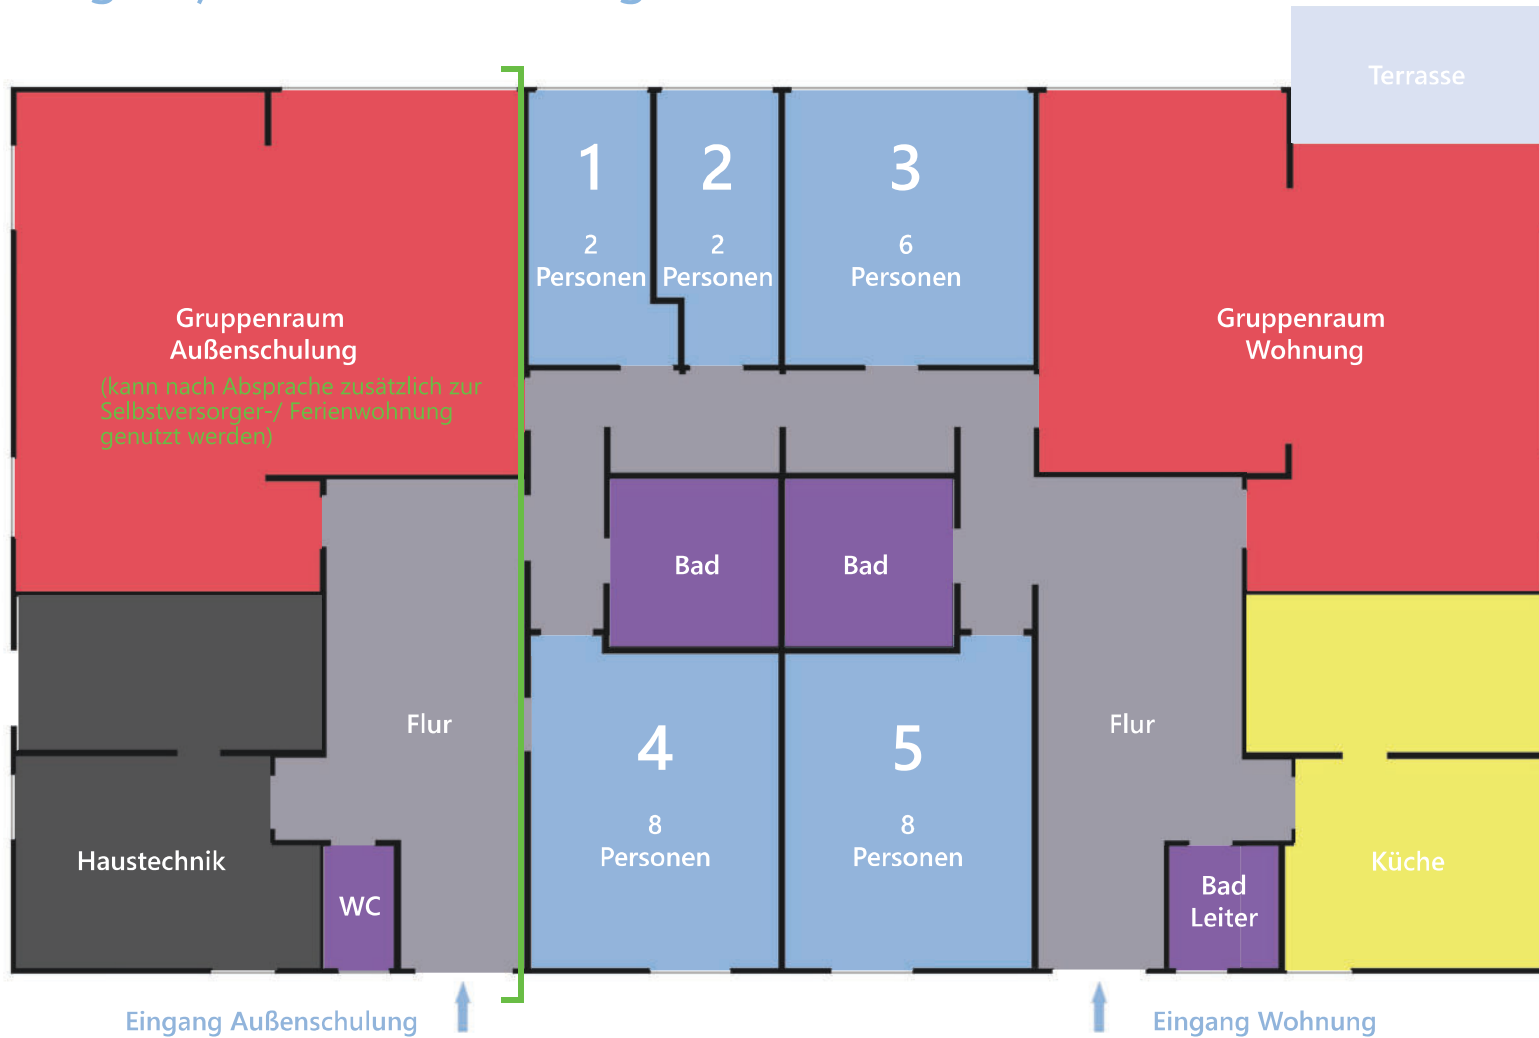 Terrasse
1
2
Personen
2
2
Personen
3
6
Personen
Gruppenraum
Außenschulung
(kann nach Absprache zusätzlich zur
Selbstversorger-/ Ferienwohnung
genutzt werden)
Gruppenraum
Wohnung
Bad
Bad
Flur
4
8
Personen
5
8
Personen
Flur
Haustechnik
WC
Bad
Leiter
Küche
Eingang Außenschulung
Eingang Wohnung